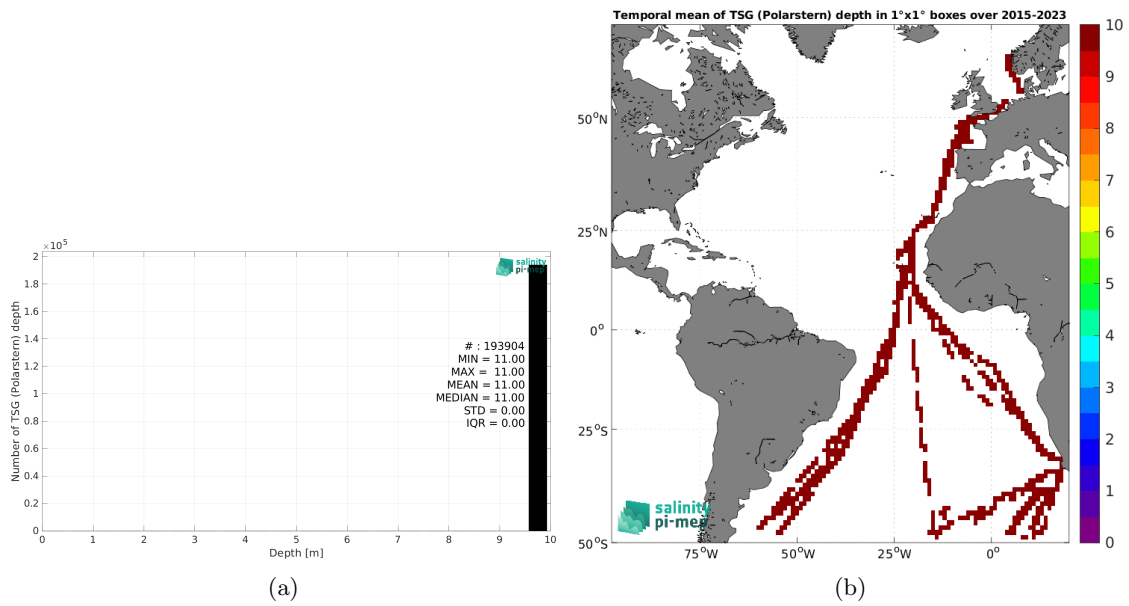 ×10⁵
2
1.8
1.6
1.4
1.2
1
0.8
0.6
0.4
0.2
0
Number of TSG (Polarstern) depth
salinity
pi-mep
# : 193904
MIN = 11.00
MAX = 11.00
MEAN = 11.00
MEDIAN = 11.00
STD = 0.00
IQR = 0.00
0 1 2 3 4 5 6 7 8 9 10
Depth [m]
(a)
Temporal mean of TSG (Polarstern) depth in 1°x1° boxes over 2015-2023
50°N
25°N
0°
25°S
50°S
75°W 50°W 25°W 0°
salinity
pi-mep
10
9
8
7
6
5
4
3
2
1
0
(b)